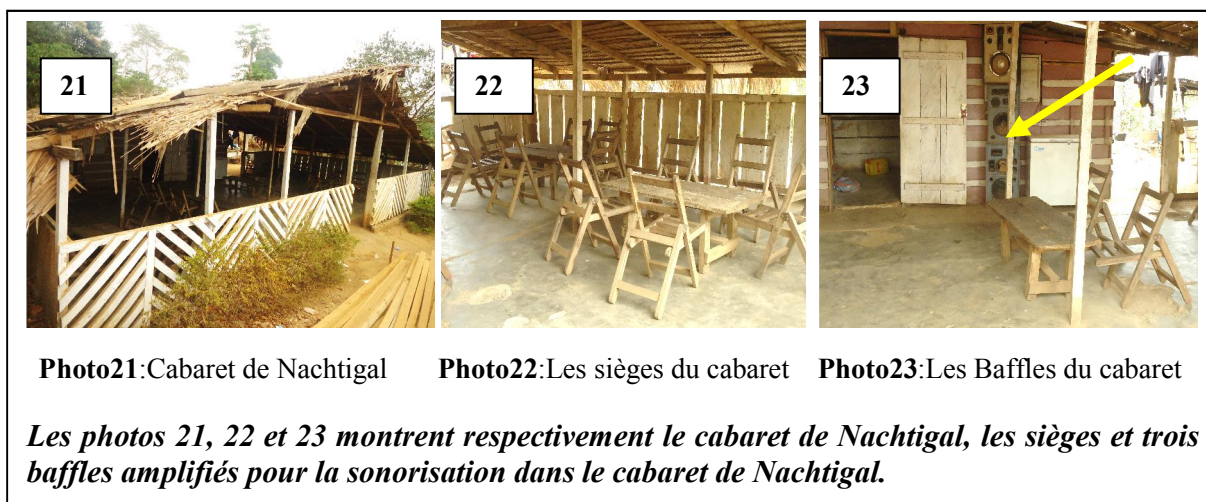 21
22
23
Photo21:Cabaret de Nachtigal
Photo22:Les sièges du cabaret
Photo23:Les Baffles du cabaret
Les photos 21, 22 et 23 montrent respectivement le cabaret de Nachtigal, les sièges et trois
baffles amplifiés pour la sonorisation dans le cabaret de Nachtigal.